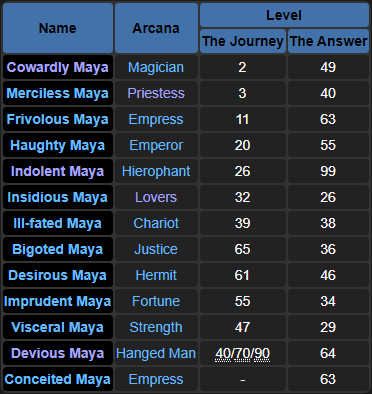 Name Arcana Level
The Journey The Answer
Cowardly Maya Magician 2 49
Merciless Maya Priestess 3 40
Frivolous Maya Empress 11 63
Haughty Maya Emperor 20 55
Indolent Maya Hierophant 26 99
Insidious Maya Lovers 32 26
Ill-fated Maya Chariot 39 38
Bigoted Maya Justice 65 36
Desirous Maya Hermit 61 46
Imprudent Maya Fortune 55 34
Visceral Maya Strength 47 29
Devious Maya Hanged Man 40/70/90 64
Conceited Maya Empress - 63